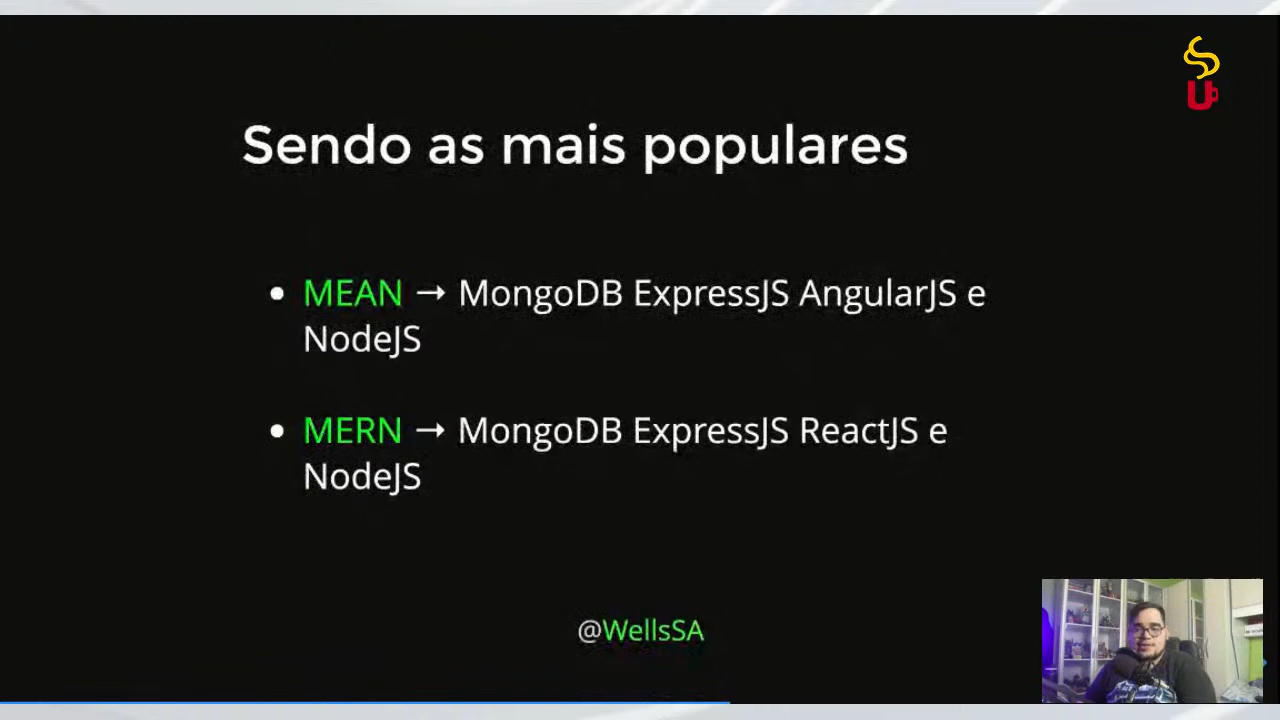 Sendo as mais populares
• MEAN → MongoDB ExpressJS AngularJS e
NodeJS
• MERN → MongoDB ExpressJS ReactJS e
NodeJS
@WellsSA